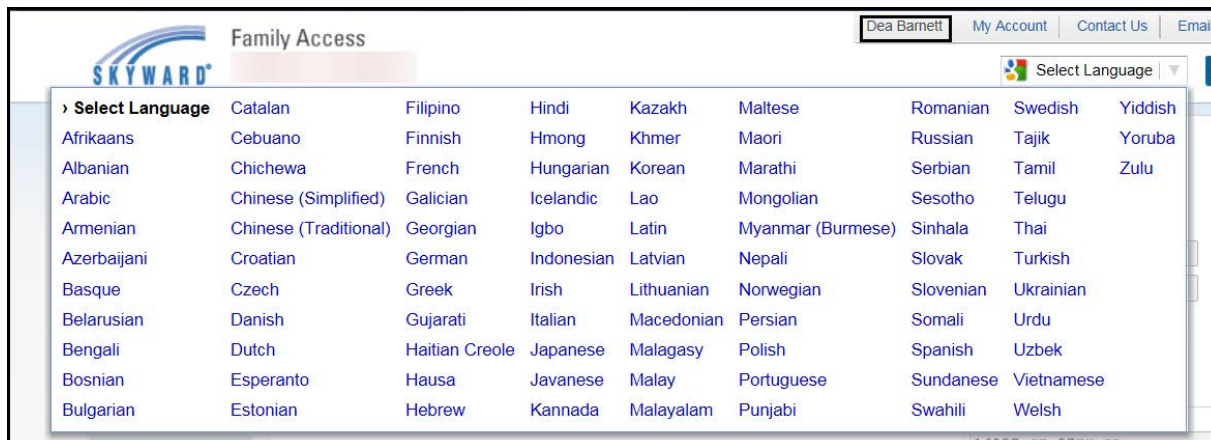 Family Access
SKYWARD®
Dea Barnett
My Account
Contact Us
Select Language
› Select Language Catalan Filipino Hindi Kazakh Maltese Romanian Swedish Yiddish
Afrikaans Cebuano Finnish Hmong Khmer Maori Russian Tajik Yoruba
Albanian Chichewa French Hungarian Korean Marathi Serbian Tamil Zulu
Arabic Chinese (Simplified) Galician Icelandic Lao Mongolian Sesotho Telugu
Armenian Chinese (Traditional) Georgian Igbo Latin Myanmar (Burmese) Sinhala Thai
Azerbaijani Croatian German Indonesian Latvian Nepali Slovak Turkish
Basque Czech Greek Irish Lithuanian Norwegian Slovenian Ukrainian
Belarusian Danish Gujarati Italian Macedonian Persian Somali Urdu
Bengali Dutch Haitian Creole Japanese Malagasy Polish Spanish Uzbek
Bosnian Esperanto Hausa Javanese Malay Portuguese Sundanese Vietnamese
Bulgarian Estonian Hebrew Kannada Malayalam Punjabi Swahili Welsh